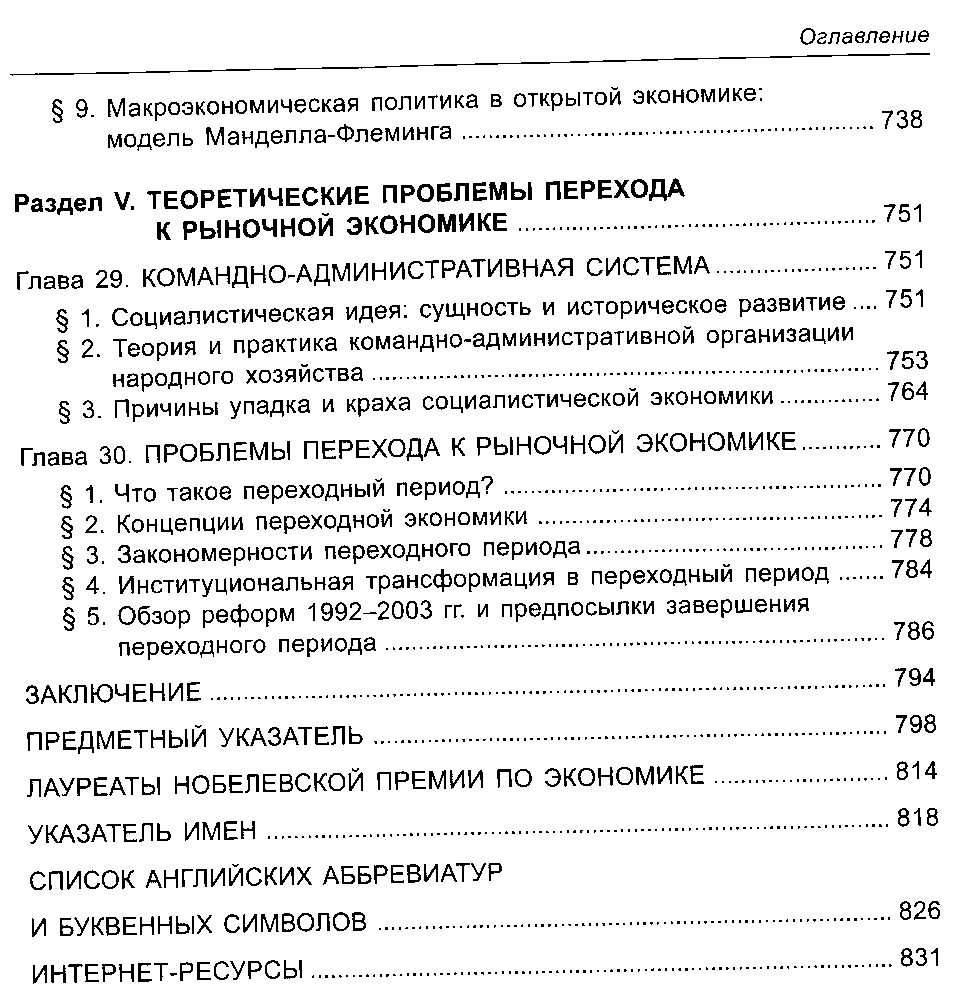 Оглавление
§ 9. Макроэкономическая политика в открытой экономике:
модель Манделла-Флеминга ........ 738
Раздел V. ТЕОРЕТИЧЕСКИЕ ПРОБЛЕМЫ ПЕРЕХОДА
К РЫНОЧНОЙ ЭКОНОМИКЕ ........ 751
Глава 29. КОМАНДНО-АДМИНИСТРАТИВНАЯ СИСТЕМА ........ 751
§ 1. Социалистическая идея: сущность и историческое развитие .... 751
§ 2. Теория и практика командно-административной организации
народного хозяйства ........ 753
§ 3. Причины упадка и краха социалистической экономики ........ 764
Глава 30. ПРОБЛЕМЫ ПЕРЕХОДА К РЫНОЧНОЙ ЭКОНОМИКЕ ........ 770
§ 1. Что такое переходный период? ........ 770
§ 2. Концепции переходной экономики ........ 774
§ 3. Закономерности переходного периода ........ 778
§ 4. Институциональная трансформация в переходный период ....... 784
§ 5. Обзор реформ 1992–2003 гг. и предпосылки завершения
переходного периода ........ 786
ЗАКЛЮЧЕНИЕ ........ 794
ПРЕДМЕТНЫЙ УКАЗАТЕЛЬ ........ 798
ЛАУРЕАТЫ НОБЕЛЕВСКОЙ ПРЕМИИ ПО ЭКОНОМИКЕ ........ 814
УКАЗАТЕЛЬ ИМЕН ........ 818
СПИСОК АНГЛИЙСКИХ АББРЕВИАТУР
И БУКВЕННЫХ СИМВОЛОВ ........ 826
ИНТЕРНЕТ-РЕСУРСЫ ........ 831